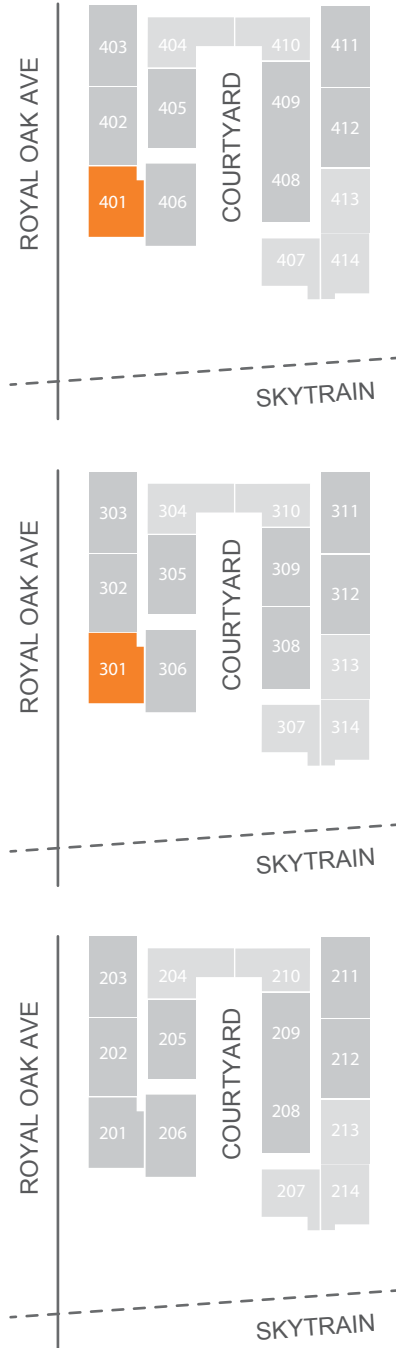 403 404 410 411
402 405 409 412
401 406 408 413
407 414
ROYAL OAK AVE
COURTYARD
SKYTRAIN
303 304 310 311
302 305 309 312
301 306 308 313
307 314
ROYAL OAK AVE
COURTYARD
SKYTRAIN
203 204 210 211
202 205 209 212
201 206 208 213
207 214
ROYAL OAK AVE
COURTYARD
SKYTRAIN